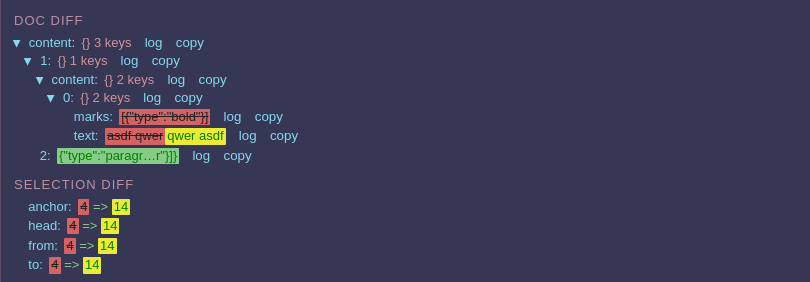 DOC DIFF
▼ content: {} 3 keys log copy
▼ 1: {} 1 keys log copy
▼ content: {} 2 keys log copy
▼ 0: {} 2 keys log copy
marks: [{"type":"bold"}] log copy
text: asdf qwer qwer asdf log copy
2: {"type":"paragr…r"}]} log copy
SELECTION DIFF
anchor: 4 => 14
head: 4 => 14
from: 4 => 14
to: 4 => 14